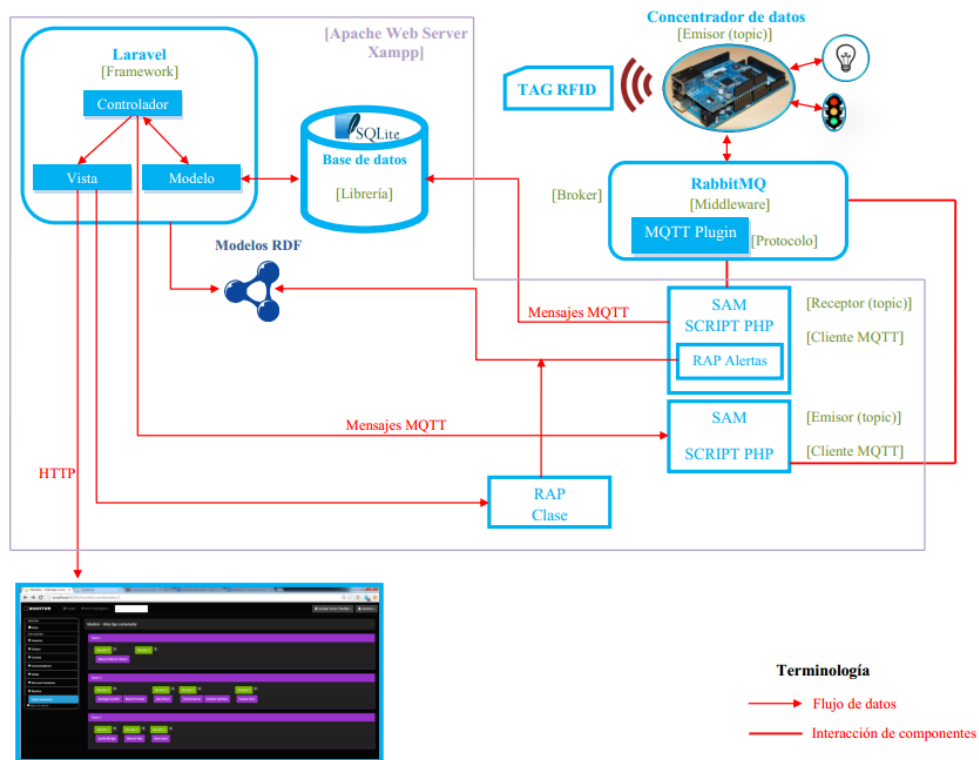 Concentrador de datos
[Emisor (topic)]
[Apache Web Server
Xampp]
Laravel
[Framework]
Controlador
Vista
Modelo
SQLite
Base de datos
[Librería]
TAG RFID
[Broker]
RabbitMQ
[Middleware]
MQTT Plugin
[Protocolo]
Modelos RDF
Mensajes MQTT
SAM
SCRIPT PHP
RAP Alertas
[Receptor (topic)]
[Cliente MQTT]
Mensajes MQTT
SAM
SCRIPT PHP
[Emisor (topic)]
[Cliente MQTT]
HTTP
RAP
Clase
Terminología
Flujo de datos
Interacción de componentes